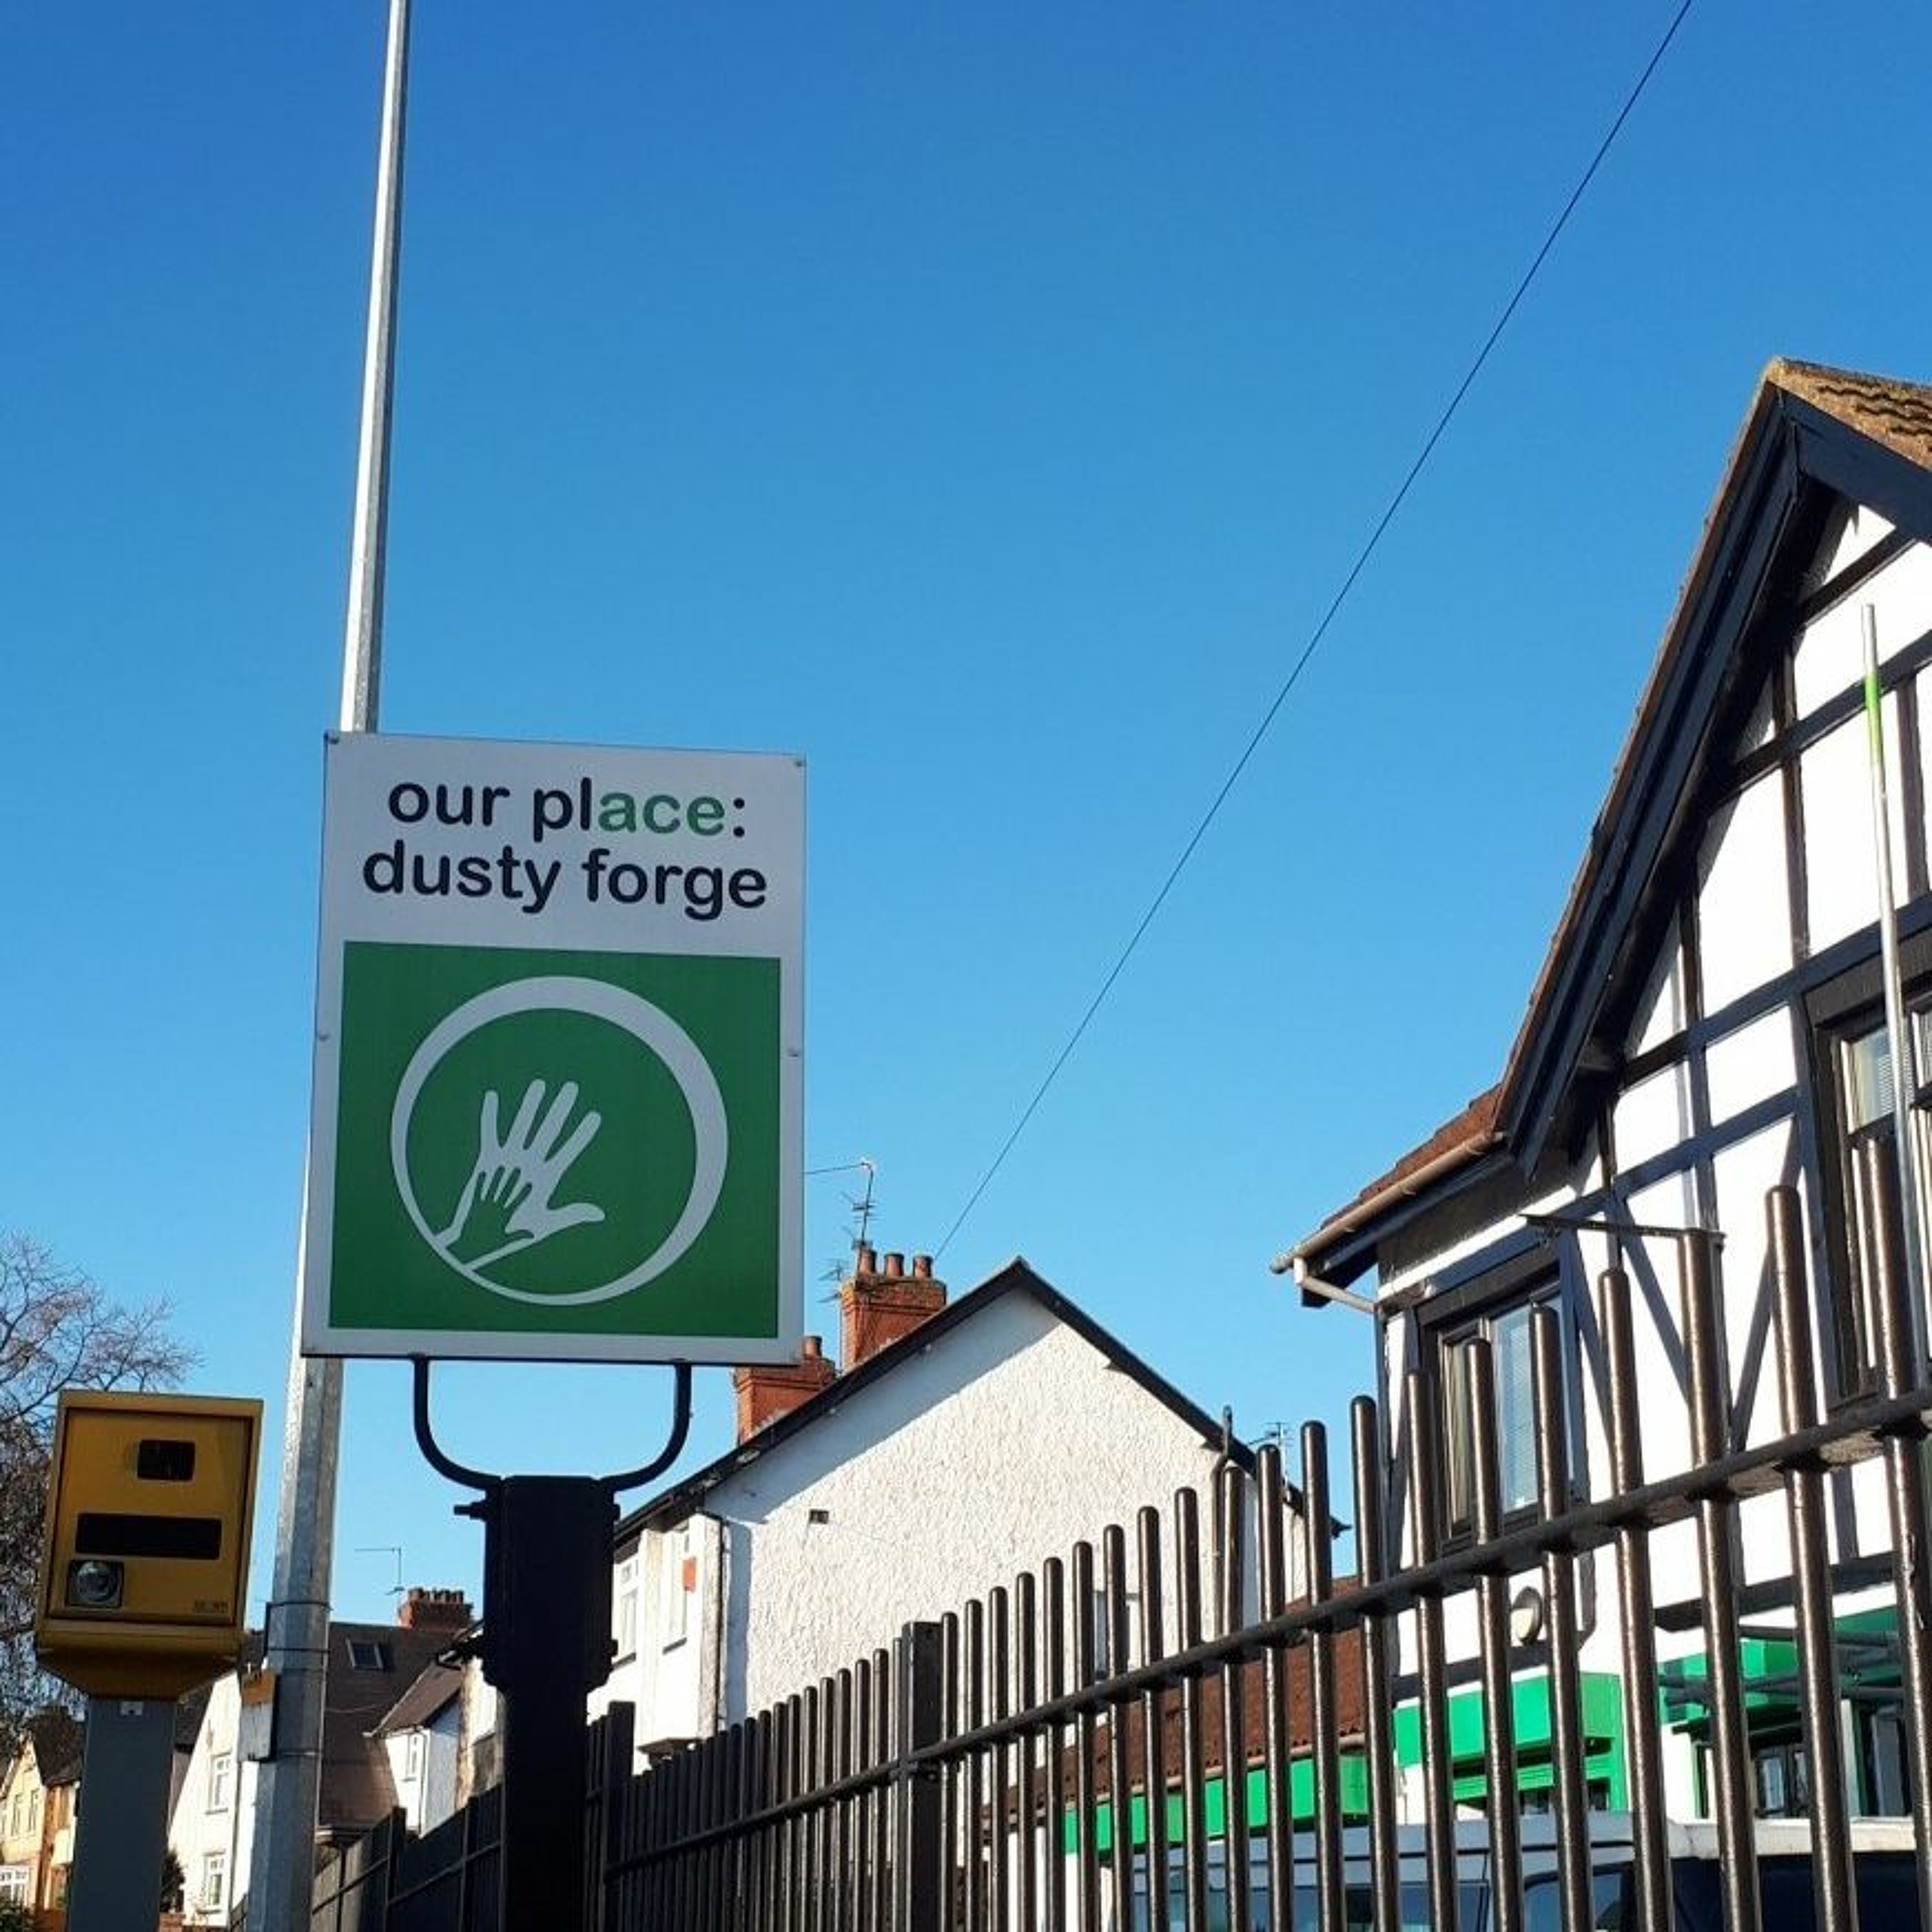 our place:
dusty forge